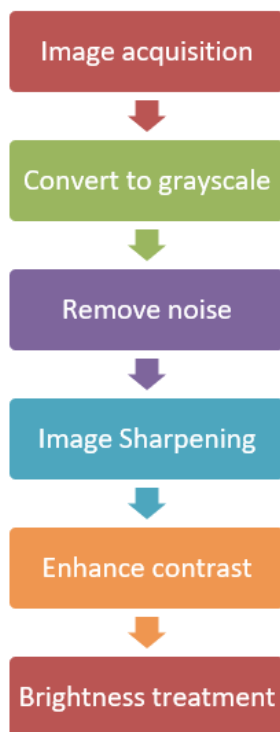 Image acquisition
Convert to grayscale
Remove noise
Image Sharpening
Enhance contrast
Brightness treatment